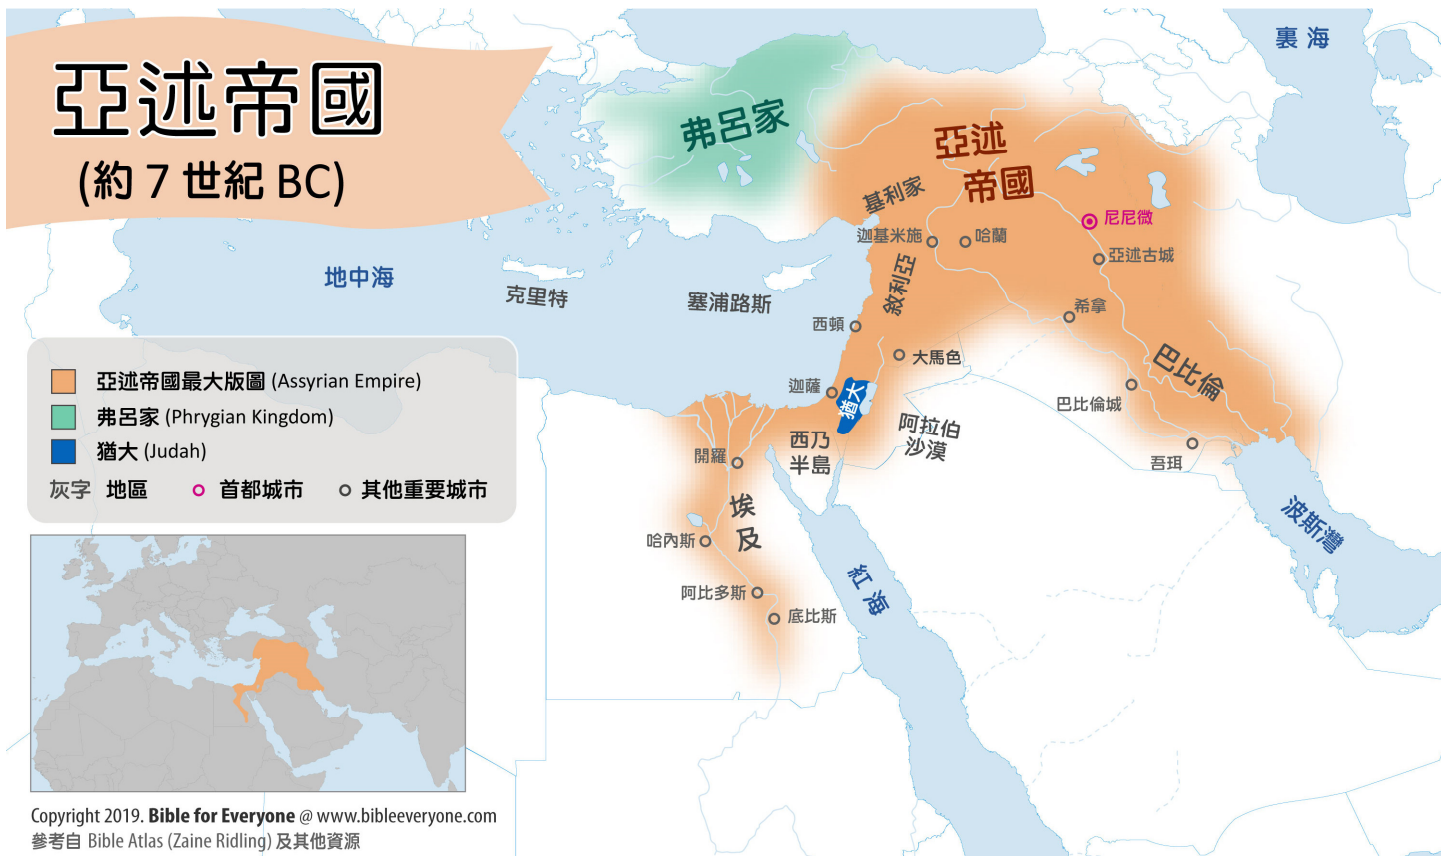 亞述帝國
(約 7 世紀 BC)
裏海
弗呂家
亞述
帝國
基利家
尼尼微
迦基米施
哈蘭
亞述古城
地中海
克里特
塞浦路斯
敘利亞
希拿
西頓
大馬色
巴比倫
迦薩
猶大
巴比倫城
阿拉伯
沙漠
西乃
半島
開羅
吾珥
埃及
波斯灣
哈內斯
紅海
阿比多斯
底比斯
亞述帝國最大版圖 (Assyrian Empire)
弗呂家 (Phrygian Kingdom)
猶大 (Judah)
灰字 地區 首都城市 其他重要城市
Copyright 2019. Bible for Everyone @ www.bibleeveryone.com
參考自 Bible Atlas (Zaine Ridling) 及其他資源